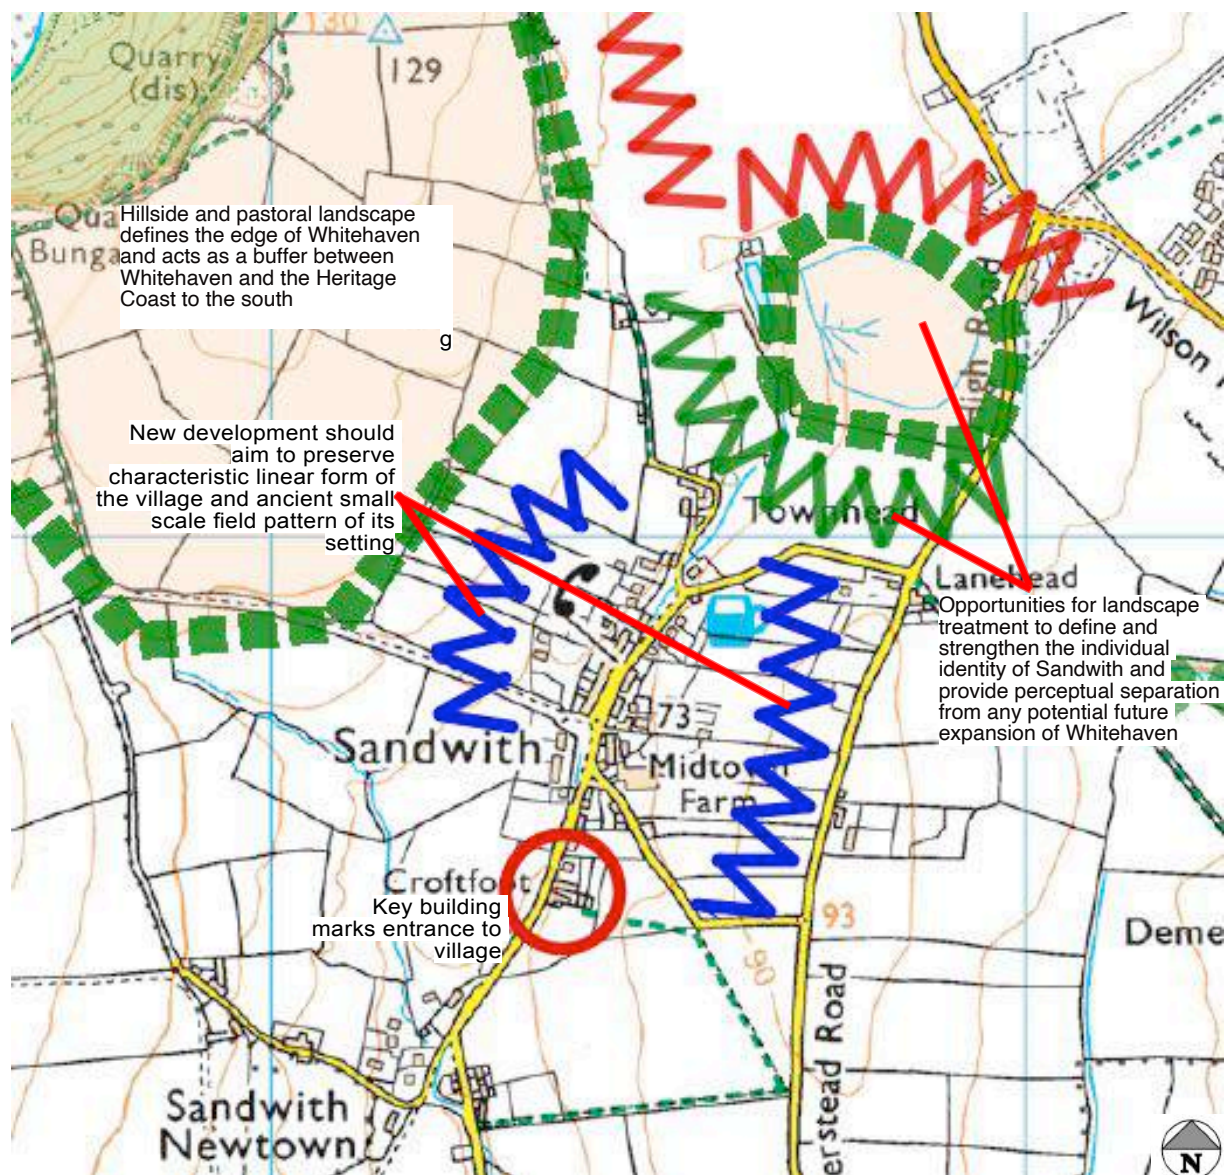 130
Quarry
(dis)
129
Qua
Bunga
Hillside and pastoral landscape
defines the edge of Whitehaven
and acts as a buffer between
Whitehaven and the Heritage
Coast to the south
g
Wilson
New development should
aim to preserve
characteristic linear form of
the village and ancient small
scale field pattern of its
setting
Townhead
Lanehead
Opportunities for landscape
treatment to define and
strengthen the individual
identity of Sandwith and
provide perceptual separation
from any potential future
expansion of Whitehaven
73
Sandwith
Midtown
Farm
Croftfoot
Key building
marks entrance to
village
93
90
Deme
erstead Road
Sandwith
Newtown
N